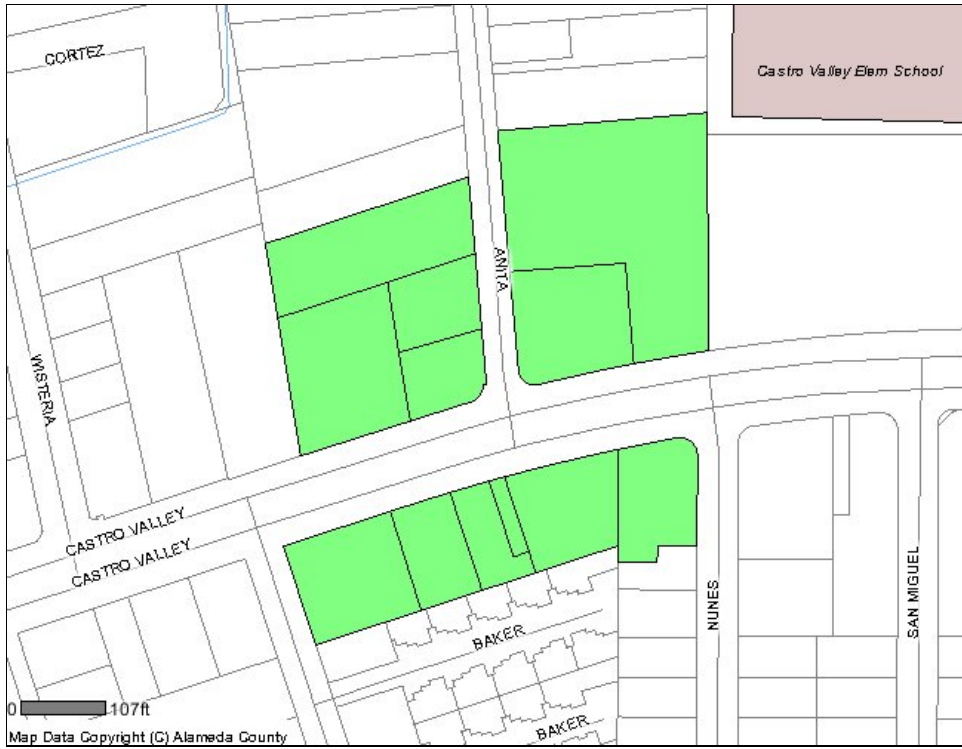 CORTEZ
Castro Valley Elem School
ANITA
WISTERIA
CASTRO VALLEY
CASTRO VALLEY
NUNES
SAN MIGUEL
BAKER
BAKER
0 107ft
Map Data Copyright (C) Alameda County